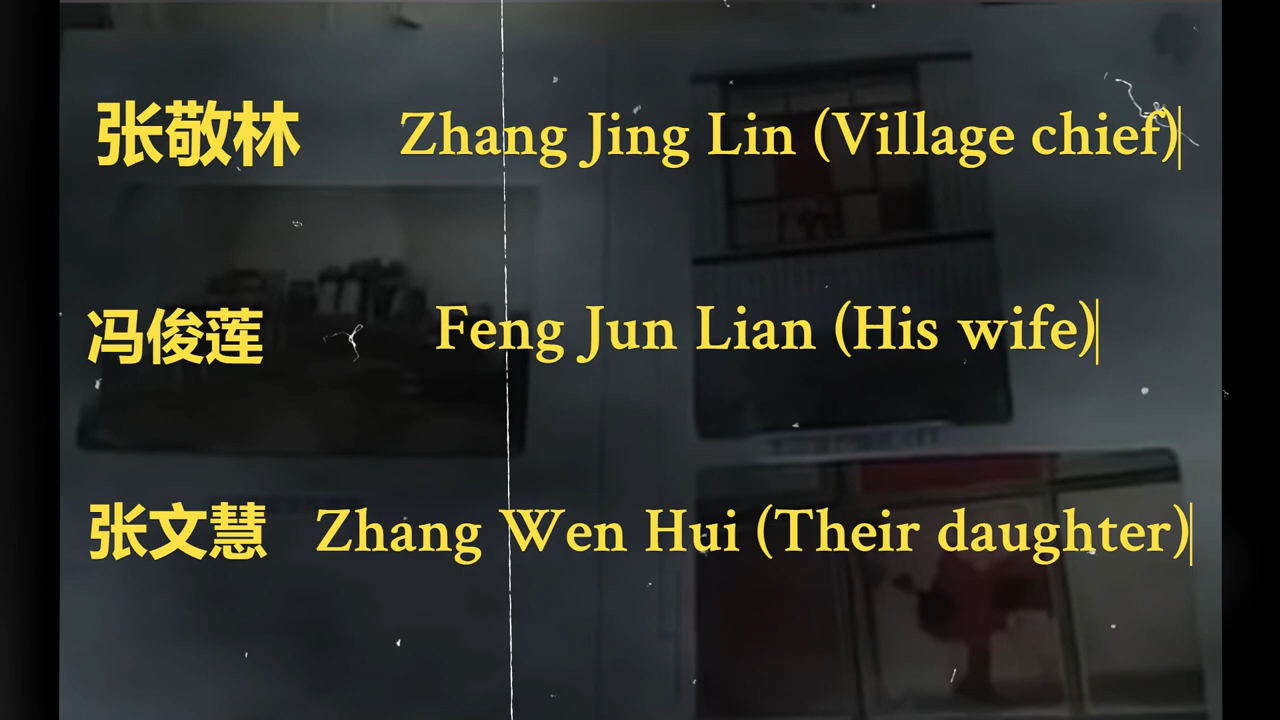 张敬林 Zhang Jing Lin (Village chief)
冯俊莲 Feng Jun Lian (His wife)
张文慧 Zhang Wen Hui (Their daughter)